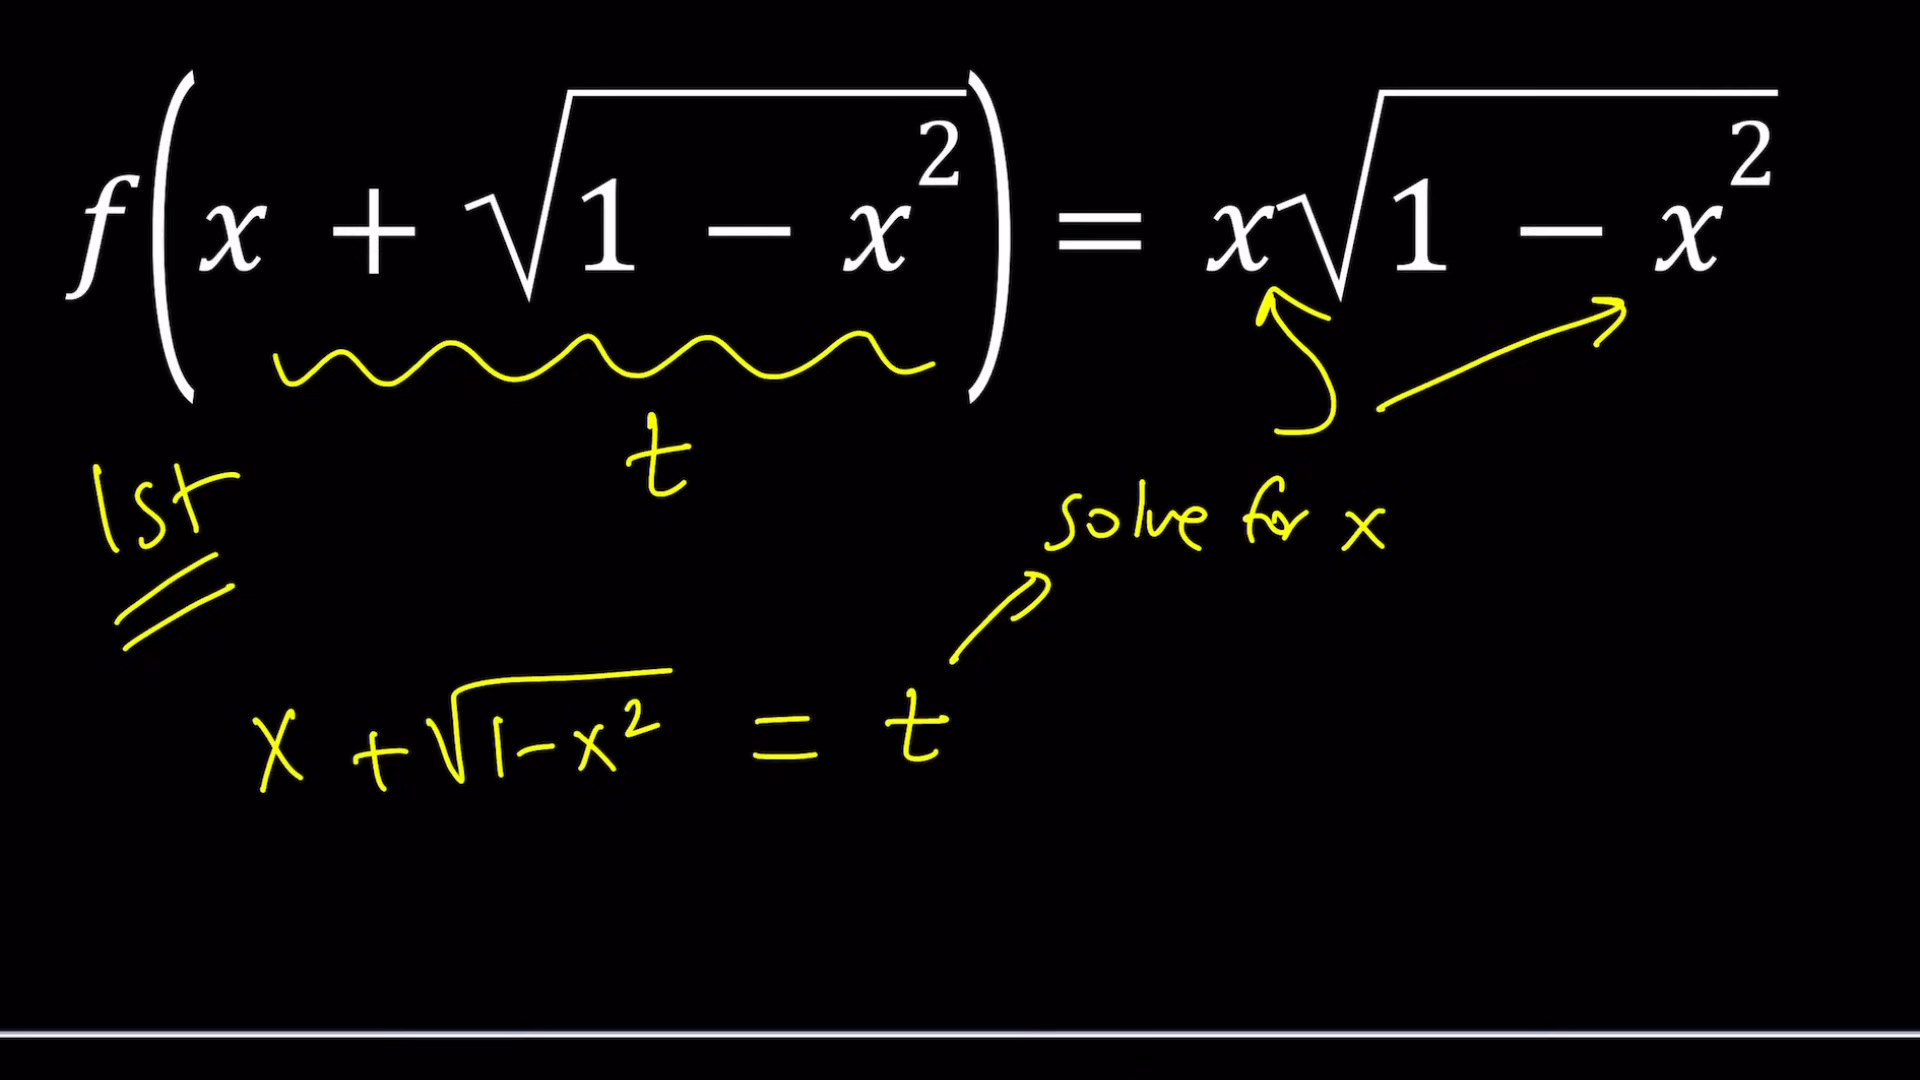 f(x + √(1 − x²)) = x√(1 − x²)
t
1st
solve for x
x + √(1−x²) = t